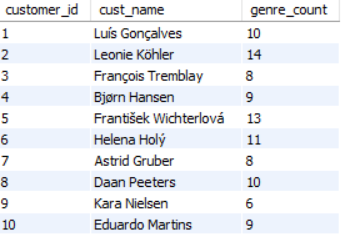 customer_id cust_name genre_count
1 Luís Gonçalves 10
2 Leonie Köhler 14
3 François Tremblay 8
4 Bjørn Hansen 9
5 František Wichterlová 13
6 Helena Holý 11
7 Astrid Gruber 8
8 Daan Peeters 10
9 Kara Nielsen 6
10 Eduardo Martins 9